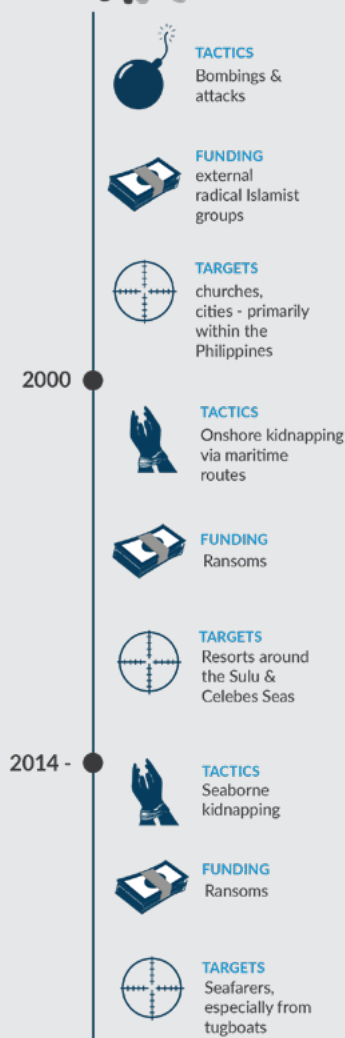 TACTICS
Bombings &
attacks
FUNDING
external
radical Islamist
groups
TARGETS
churches,
cities - primarily
within the
Philippines
2000
TACTICS
Onshore kidnapping
via maritime
routes
FUNDING
Ransoms
TARGETS
Resorts around
the Sulu &
Celebes Seas
2014 -
TACTICS
Seaborne
kidnapping
FUNDING
Ransoms
TARGETS
Seafarers,
especially from
tugboats